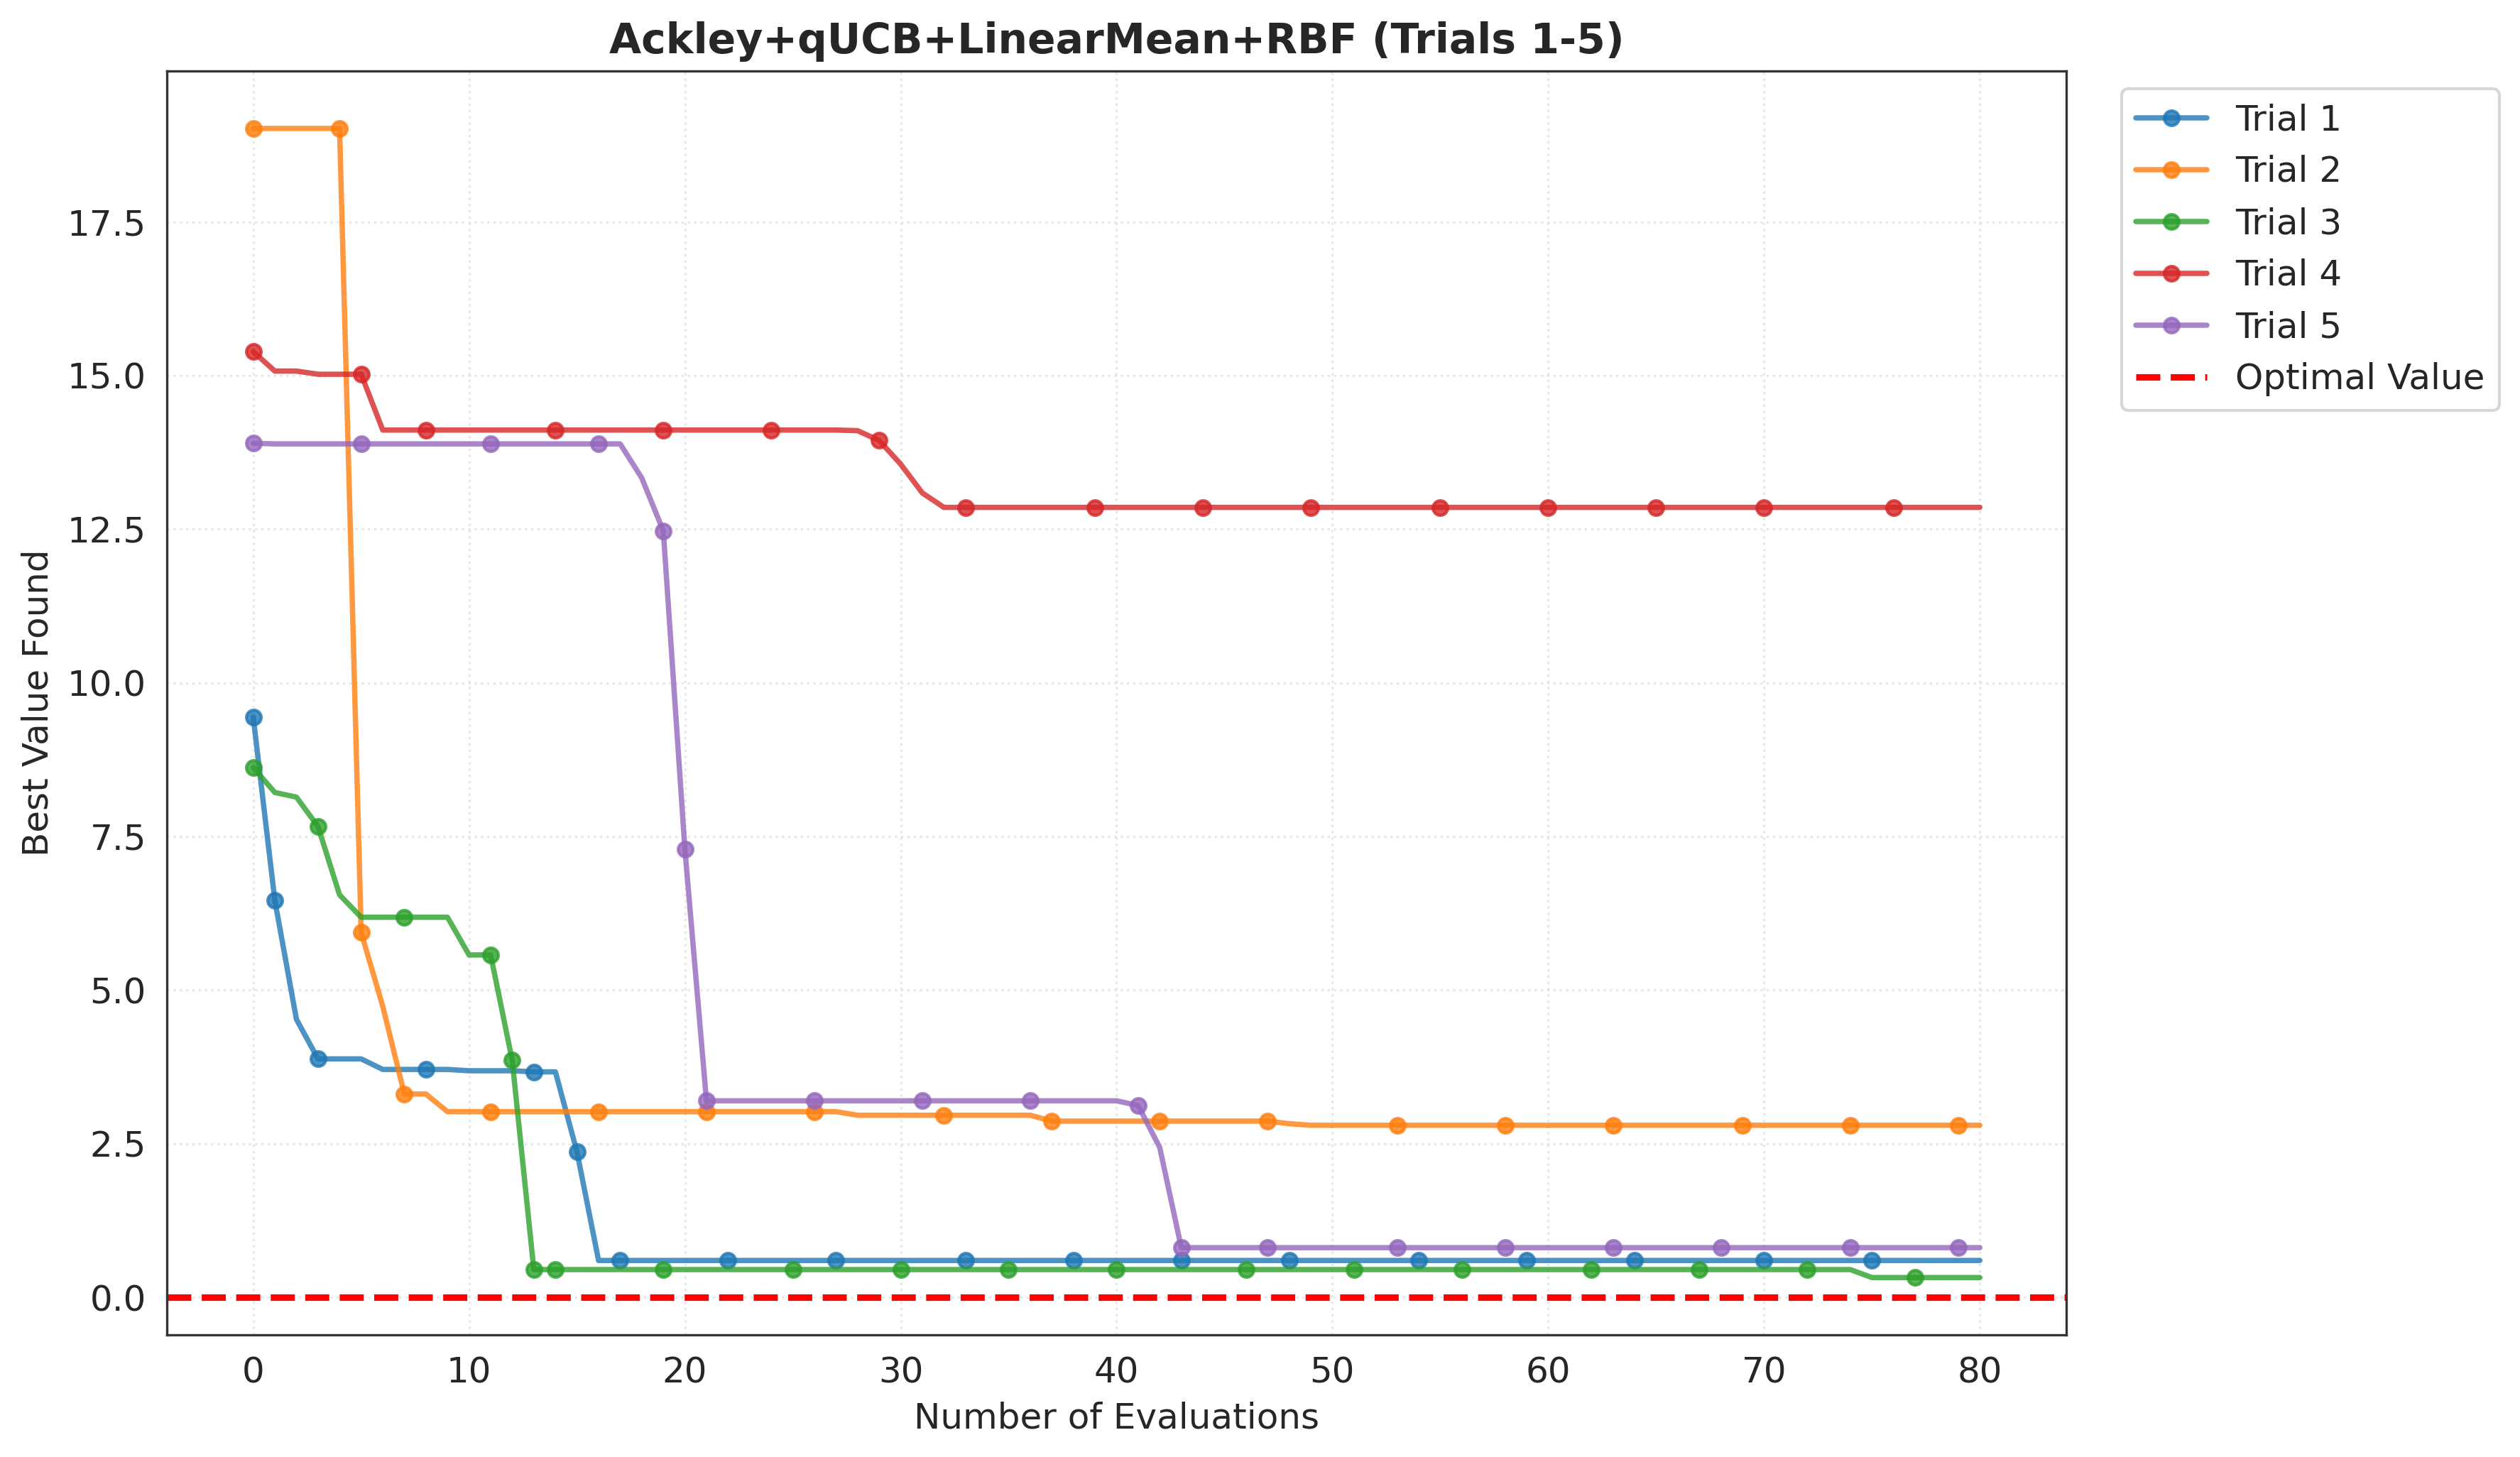 Ackley+qUCB+LinearMean+RBF (Trials 1-5)
Trial 1
Trial 2
Trial 3
Trial 4
Trial 5
Optimal Value
Best Value Found
17.5
15.0
12.5
10.0
7.5
5.0
2.5
0.0
0 10 20 30 40 50 60 70 80
Number of Evaluations